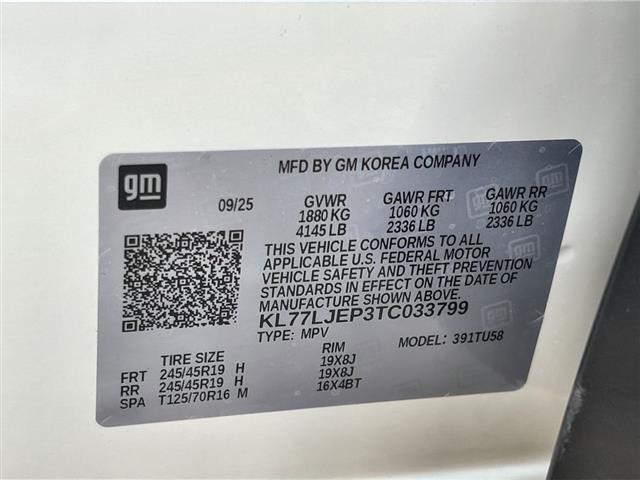 MFD BY GM KOREA COMPANY
gm
09/25 GVWR GAWR FRT GAWR RR
1880 KG 1060 KG 1060 KG
4145 LB 2336 LB 2336 LB
THIS VEHICLE CONFORMS TO ALL
APPLICABLE U.S. FEDERAL MOTOR
VEHICLE SAFETY AND THEFT PREVENTION
STANDARDS IN EFFECT ON THE DATE OF
MANUFACTURE SHOWN ABOVE.
KL77LJEP3TC033799
TYPE: MPV MODEL: 391TU58
TIRE SIZE RIM
FRT 245/45R19 H 19X8J
RR 245/45R19 H 19X8J
SPA T125/70R16 M 16X4BT